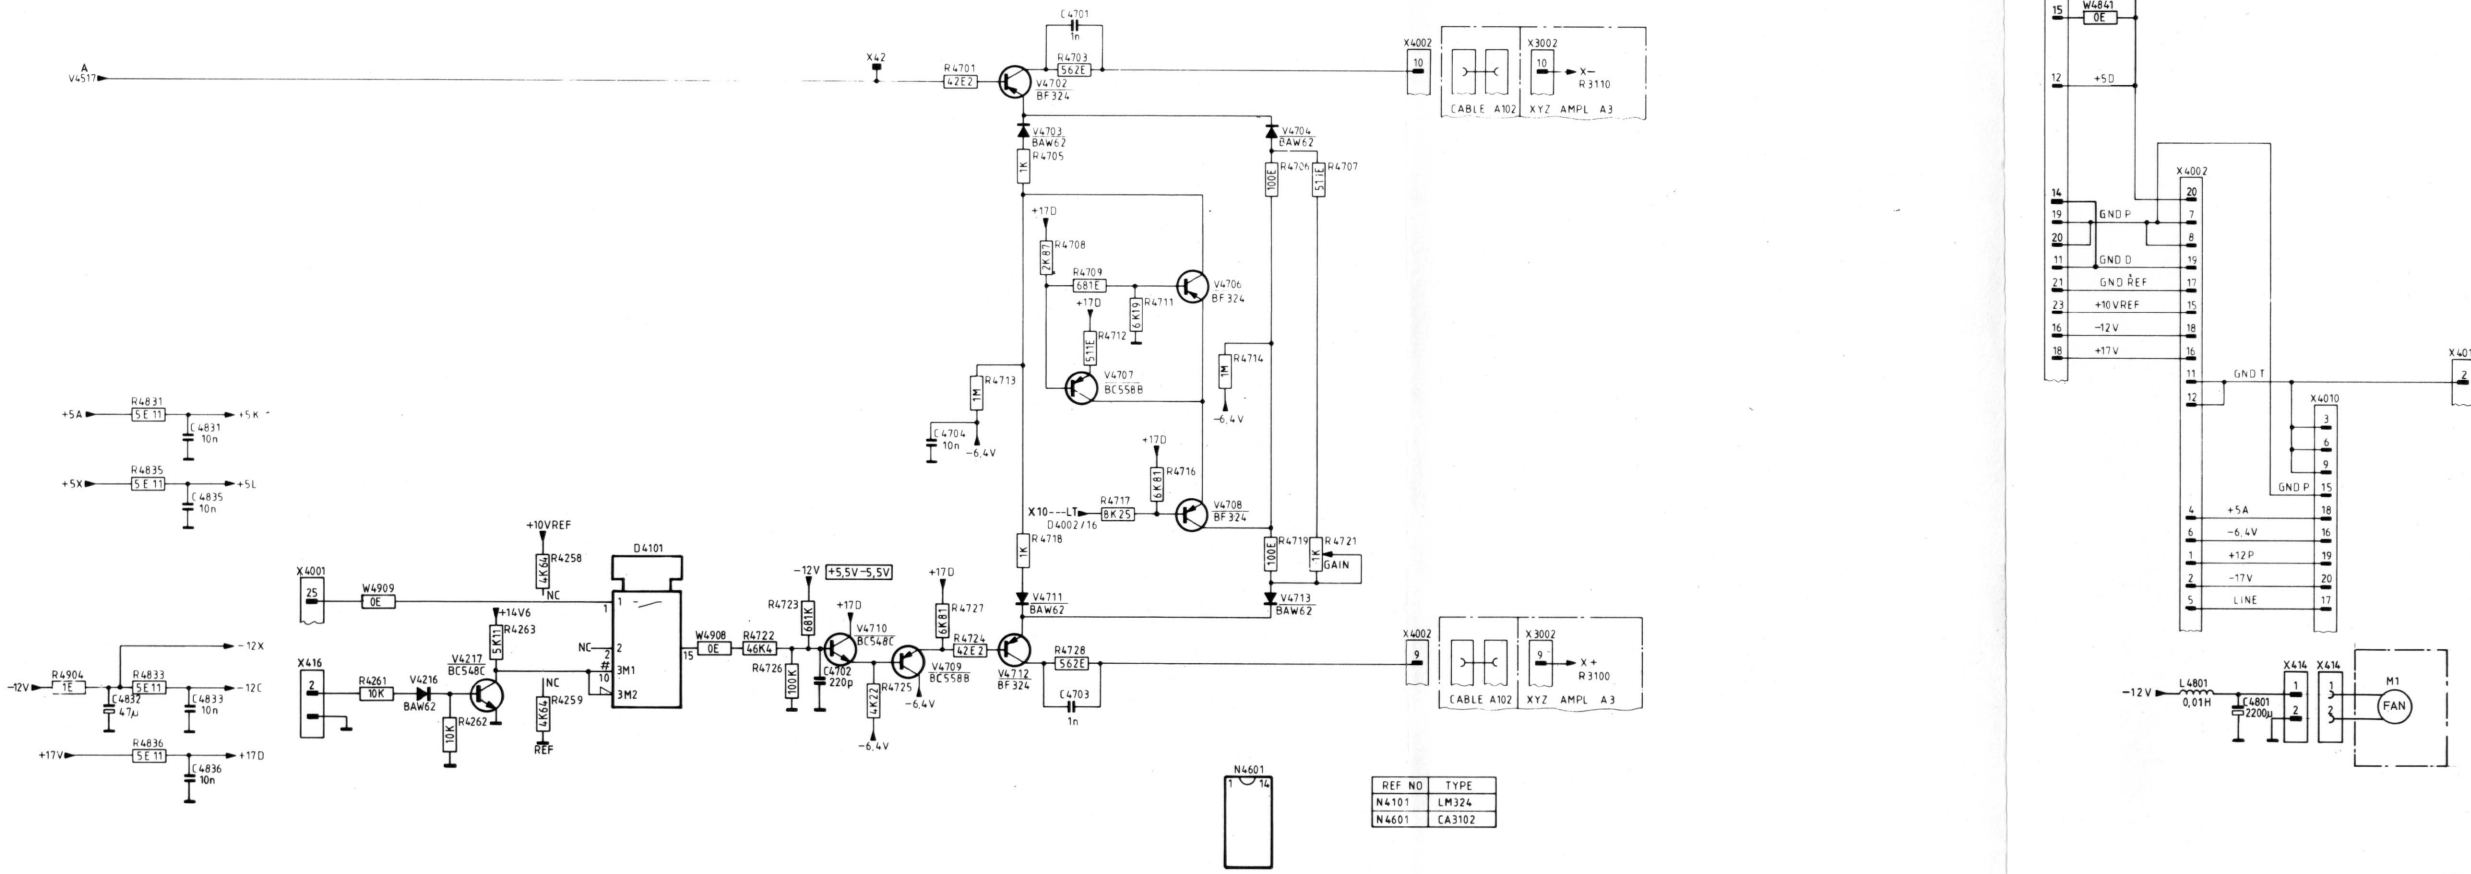 A
V4517
X42
R4701
42E2
V4702
BF324
C4701
1n
R4703
562E
X4002
10
CABLE A102
X3002
10
X-
R3110
XYZ AMPL A3
V4703
BAW62
R4705
1K
V4704
BAW62
R4706
100E
R4707
511E
+17D
R4708
2K87
R4709
681E
+17D
R4711
6K19
R4712
511E
V4706
BF324
V4707
BC558B
R4713
1M
C4704
10n
-6,4V
R4714
1M
-6,4V
+17D
R4716
6K81
X10---LT
D4002/16
R4717
8K25
V4708
BF324
R4718
1K
R4719
100E
R4721
1K
GAIN
V4711
BAW62
V4713
BAW62
+5A
R4831
5E11
+5K
C4831
10n
+5X
R4835
5E11
+5L
C4835
10n
-12X
-12V
R4904
1E
R4833
5E11
-12C
C4832
47µ
C4833
10n
+17V
R4836
5E11
+17D
C4836
10n
X4001
25
W4909
0E
X416
2
R4261
10K
V4216
BAW62
R4262
10K
V4217
BC548C
+14V6
R4263
5K11
+10VREF
R4258
4K64
NC
NC
NC
R4259
4K64
REF
D4101
1
1
2
2
#
3M1
10
3M2
15
W4908
0E
R4722
46K4
-12V
+5,5V-5,5V
R4723
681K
R4726
100K
C4702
220p
+17D
V4710
BC548C
R4725
4K22
-6,4V
V4709
BC558B
-6,4V
+17D
R4727
6K81
R4724
42E2
V4712
BF324
R4728
562E
C4703
1n
X4002
9
CABLE A102
X3002
9
X+
R3100
XYZ AMPL A3
N4601
1 14
REF NO TYPE
N4101 LM324
N4601 CA3102
15
W4841
0E
12
+5D
14
19
GND P
20
11
GND D
21
GND REF
23
+10VREF
16
-12V
18
+17V
X4002
20
7
8
19
17
15
18
16
11
GND T
12
4
+5A
6
-6,4V
1
+12P
2
-17V
5
LINE
X4010
3
6
9
GND P
15
18
16
19
20
17
X401
2
-12V
L4801
0,01H
C4801
2200µ
X414
1
2
X414
1
2
M1
FAN